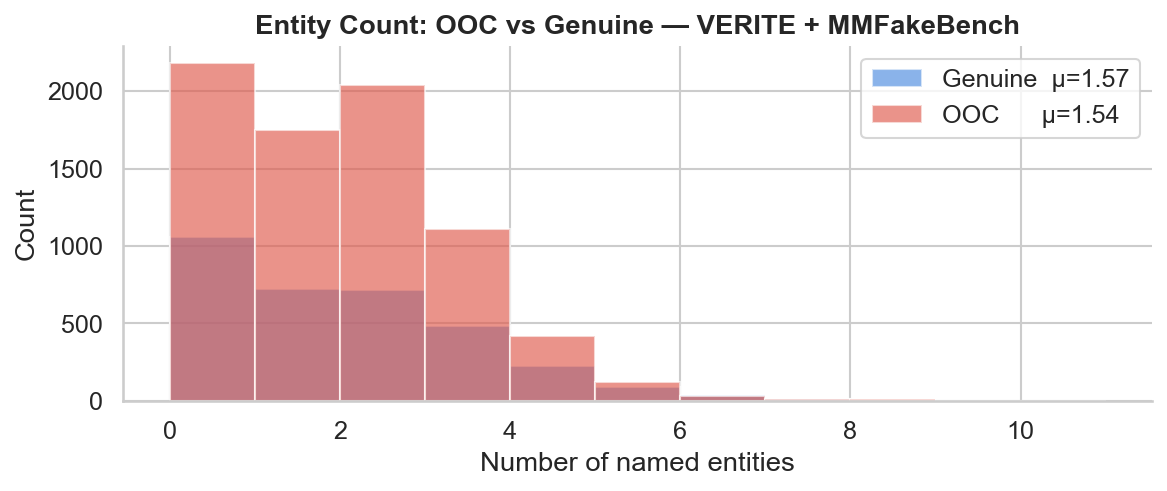 Entity Count: OOC vs Genuine — VERITE + MMFakeBench
Genuine μ=1.57
OOC μ=1.54
Count
2000
1500
1000
500
0
0 2 4 6 8 10
Number of named entities